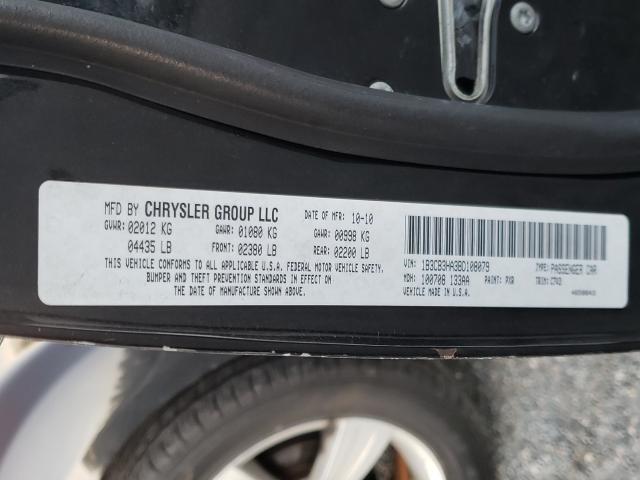 MFD BY CHRYSLER GROUP LLC DATE OF MFR: 10-10
GVWR: 02012 KG GAWR: 01080 KG GAWR: 00998 KG
04435 LB FRONT: 02380 LB REAR: 02200 LB
THIS VEHICLE CONFORMS TO ALL APPLICABLE U.S.A. FEDERAL MOTOR VEHICLE SAFETY,
BUMPER AND THEFT PREVENTION STANDARDS IN EFFECT ON
THE DATE OF MANUFACTURE SHOWN ABOVE.
VIN: 1B3CB3HA3BD108079 TYPE: PASSENGER CAR
MDH: 100708 133AA PAINT: PXR TRIM:
VEHICLE MADE IN U.S.A.